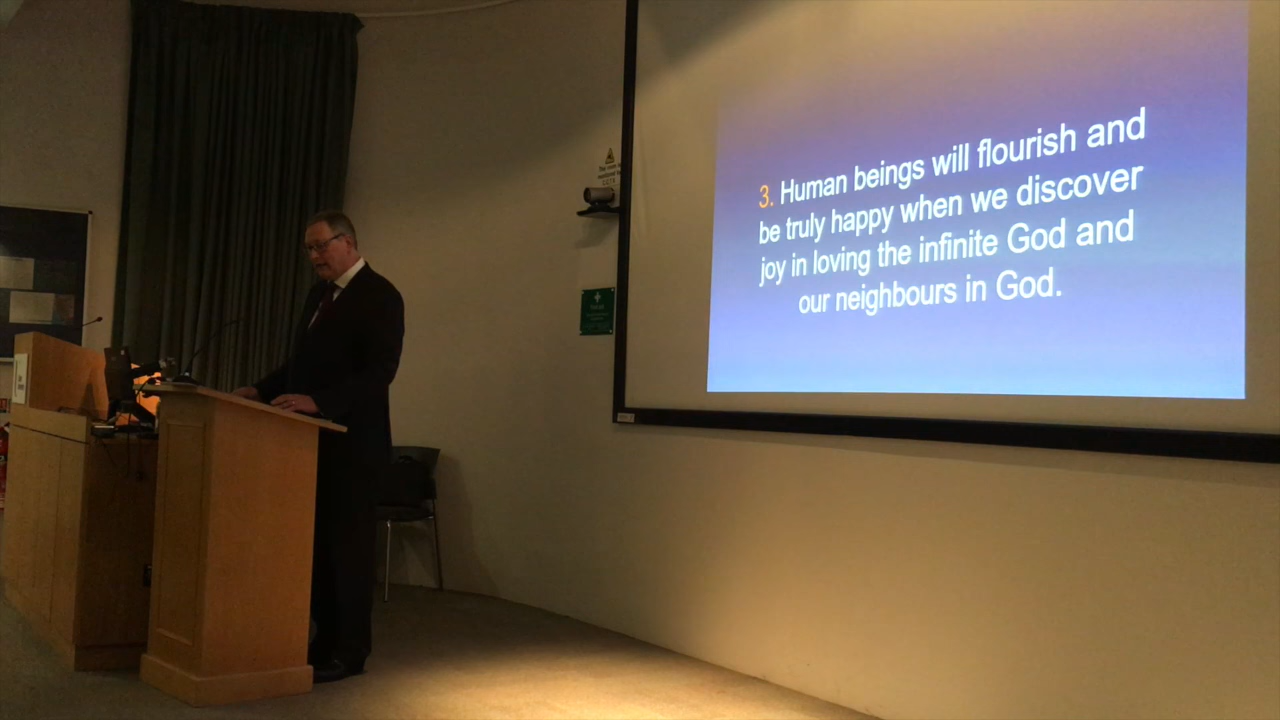 3. Human beings will flourish and
be truly happy when we discover
joy in loving the infinite God and
our neighbours in God.